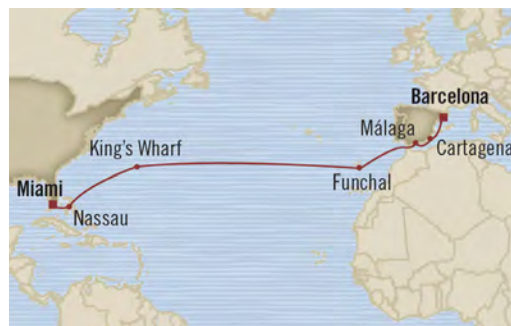 Barcelona
Málaga
King's Wharf
Cartagena
Funchal
Miami
Nassau